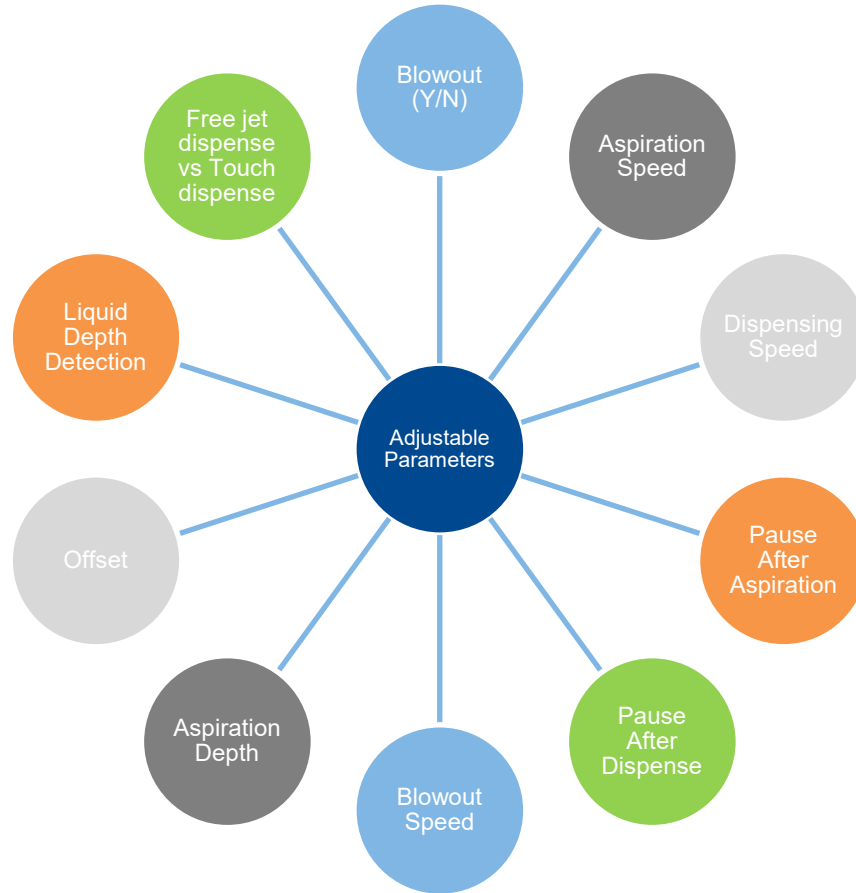 Blowout
(Y/N)
Aspiration
Speed
Dispensing
Speed
Pause
After
Aspiration
Pause
After
Dispense
Blowout
Speed
Aspiration
Depth
Offset
Liquid
Depth
Detection
Free jet
dispense
vs Touch
dispense
Adjustable
Parameters